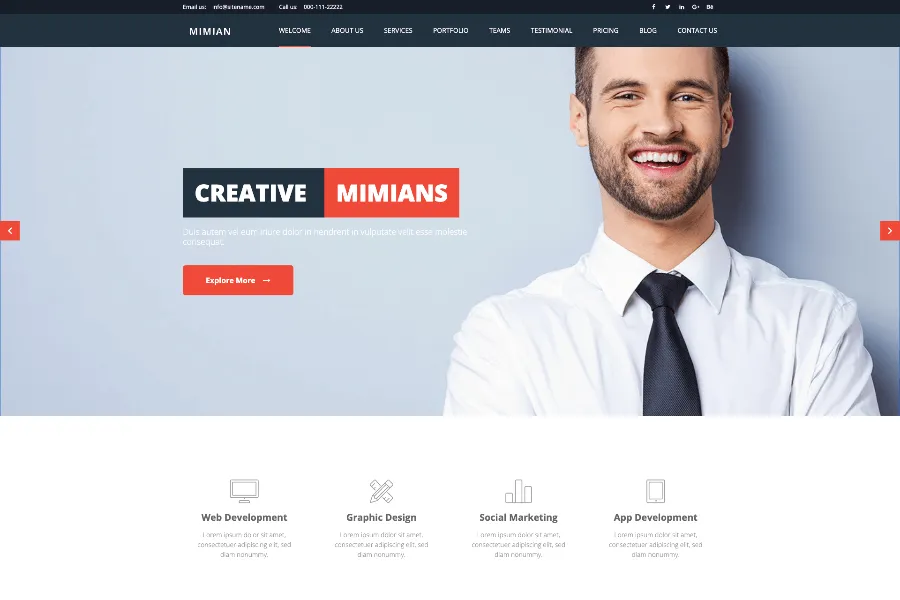 Email us: info@sitename.com Call us: 000-111-22222
MIMIAN WELCOME ABOUT US SERVICES PORTFOLIO TEAMS TESTIMONIAL PRICING BLOG CONTACT US
CREATIVE MIMIANS
Duis autem vel eum iriure dolor in hendrerit in vulputate velit esse molestie
consequat.
Explore More →
Web Development Graphic Design Social Marketing App Development
Lorem ipsum dolor sit amet, Lorem ipsum dolor sit amet, Lorem ipsum dolor sit amet, Lorem ipsum dolor sit amet,
consectetuer adipiscing elit, sed consectetuer adipiscing elit, sed consectetuer adipiscing elit, sed consectetuer adipiscing elit, sed
diam nonummy. diam nonummy. diam nonummy. diam nonummy.